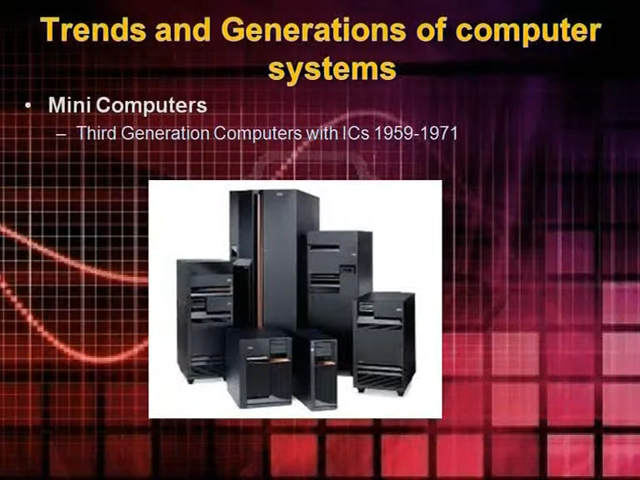 Trends and Generations of computer
systems
• Mini Computers
– Third Generation Computers with ICs 1959-1971